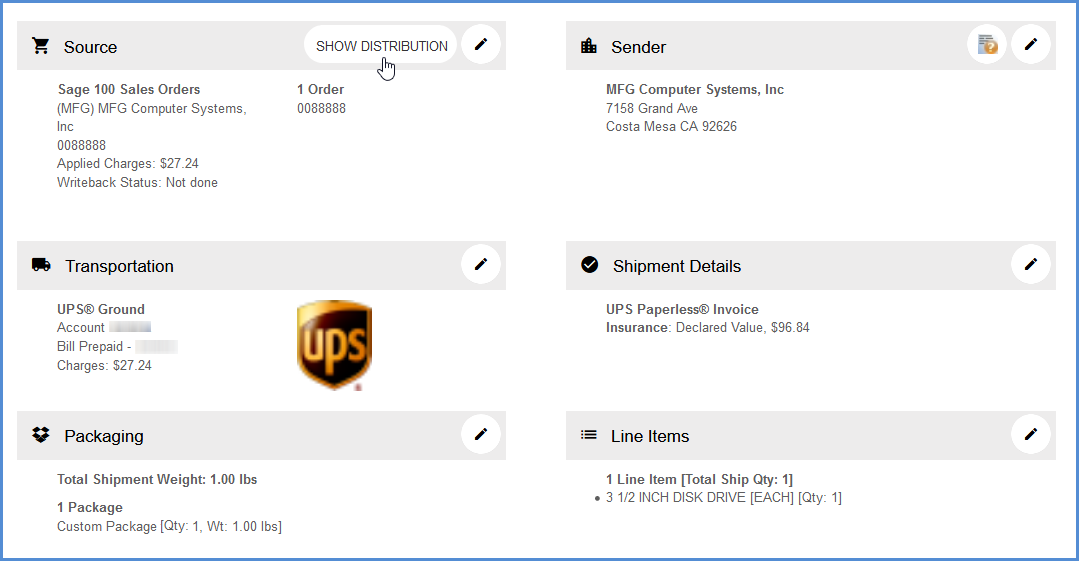 Source
SHOW DISTRIBUTION
Sage 100 Sales Orders
(MFG) MFG Computer Systems,
Inc
0088888
Applied Charges: $27.24
Writeback Status: Not done
1 Order
0088888
Sender
MFG Computer Systems, Inc
7158 Grand Ave
Costa Mesa CA 92626
Transportation
UPS® Ground
Account
Bill Prepaid -
Charges: $27.24
ups
Shipment Details
UPS Paperless® Invoice
Insurance: Declared Value, $96.84
Packaging
Total Shipment Weight: 1.00 lbs
1 Package
Custom Package [Qty: 1, Wt: 1.00 lbs]
Line Items
1 Line Item [Total Ship Qty: 1]
• 3 1/2 INCH DISK DRIVE [EACH] [Qty: 1]